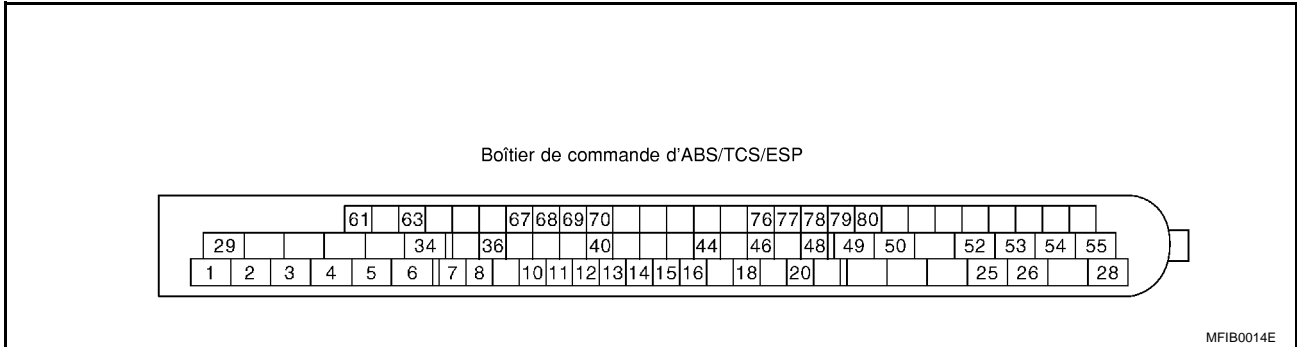 Boîtier de commande d'ABS/TCS/ESP
61 63 67 68 69 70 76 77 78 79 80
29 34 36 40 44 46 48 49 50 52 53 54 55
1 2 3 4 5 6 7 8 10 11 12 13 14 15 16 18 20 25 26 28
MFIB0014E